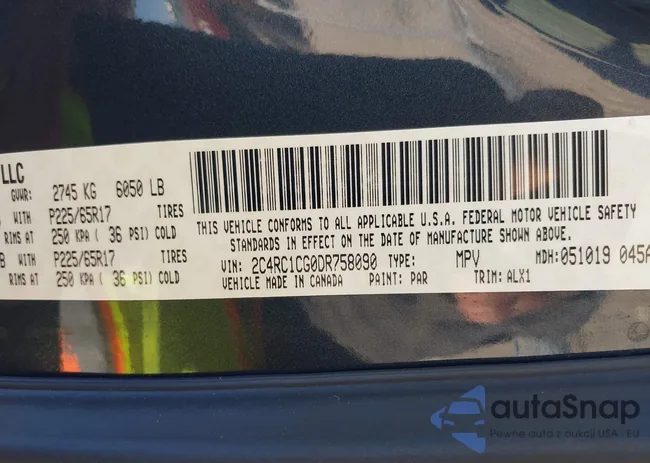 LLC
GVWR: 2745 KG 6050 LB
WITH P225/65R17 TIRES
RIMS AT 250 KPA ( 36 PSI) COLD
B WITH P225/65R17 TIRES
RIMS AT 250 KPA ( 36 PSI) COLD
THIS VEHICLE CONFORMS TO ALL APPLICABLE U.S.A. FEDERAL MOTOR VEHICLE SAFETY
STANDARDS IN EFFECT ON THE DATE OF MANUFACTURE SHOWN ABOVE.
VIN: 2C4RC1CG0DR758090 TYPE: MPV MDH:051019 045A
VEHICLE MADE IN CANADA PAINT: PAR TRIM: ALX1
autaSnap
Pewne auta z aukcji USA - EU